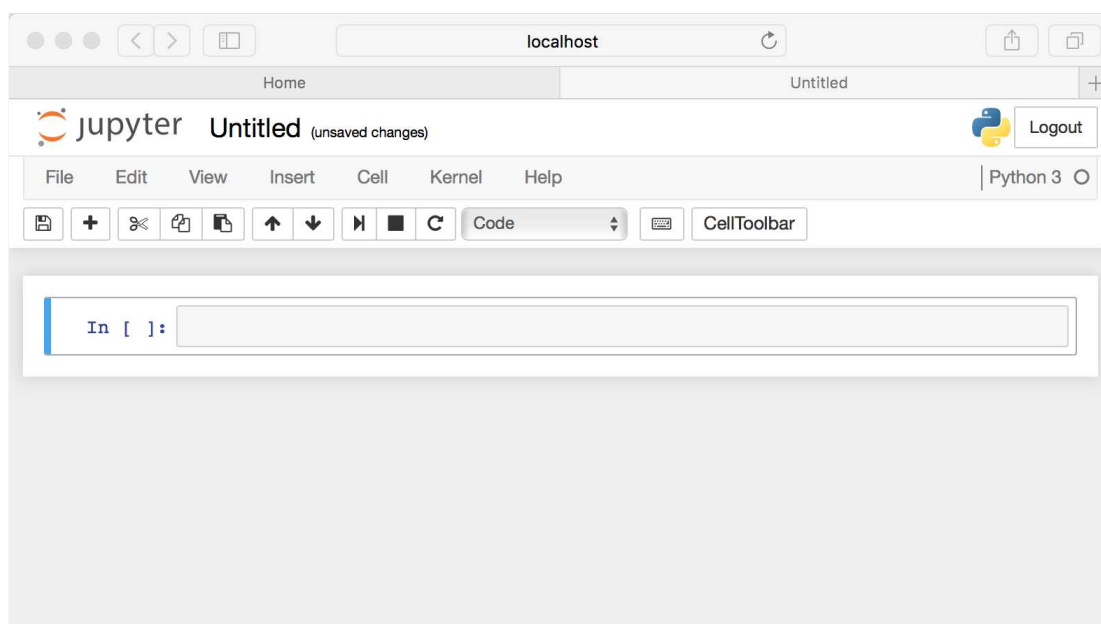 localhost
Home Untitled
jupyter Untitled (unsaved changes) Logout
File Edit View Insert Cell Kernel Help Python 3
Code CellToolbar
In [ ]: